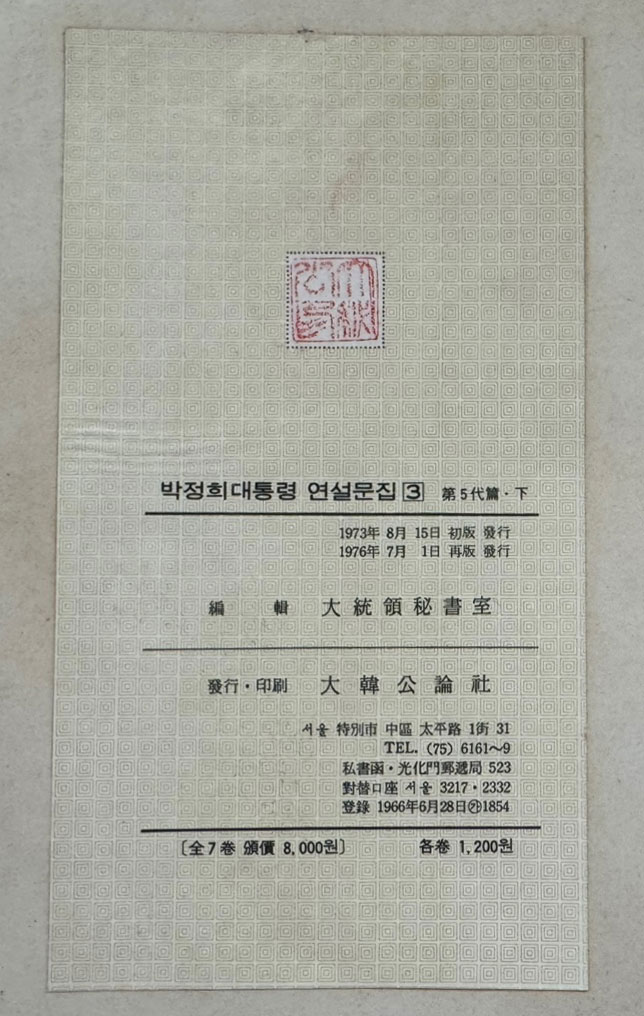 박정희대통령 연설문집 3 第5代篇·下
1973年 8月 15日 初版 發行
1976年 7月 1日 再版 發行
編 輯 大統領秘書室
發行·印刷 大韓公論社
서울 特別市 中區 太平路 1街 31
TEL. (75) 6161~9
私書函·光化門郵遞局 523
對替口座 서울 3217·2332
登錄 1966年6月28日㉮1854
〔全7巻 頒價 8,000원〕 各巻 1,200원